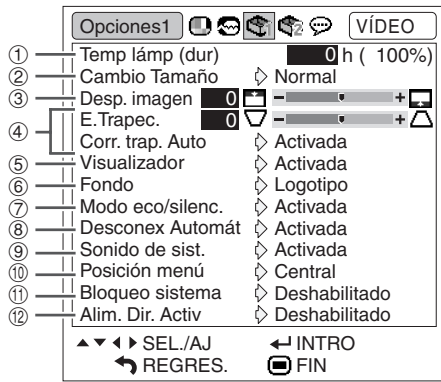 Opciones1 VÍDEO
① Temp lámp (dur) 0 h ( 100%)
② Cambio Tamaño Normal
③ Desp. imagen 0 − +
④ E.Trapec. 0 − +
Corr. trap. Auto Activada
⑤ Visualizador Activada
⑥ Fondo Logotipo
⑦ Modo eco/silenc. Activada
⑧ Desconex Automát Activada
⑨ Sonido de sist. Activada
⑩ Posición menú Central
⑪ Bloqueo sistema Deshabilitado
⑫ Alim. Dir. Activ Deshabilitado
SEL./AJ INTRO
REGRES. FIN